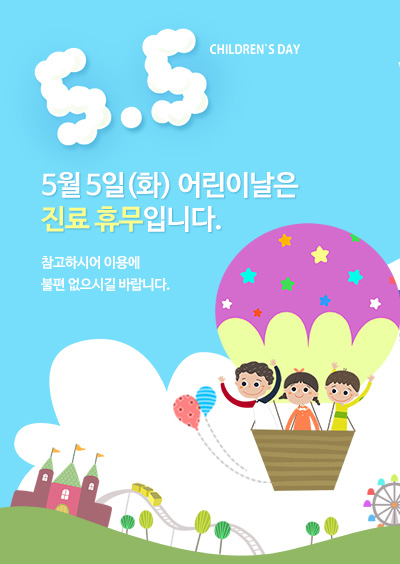 5.5
CHILDREN`S DAY
5월 5일(화) 어린이날은
진료 휴무입니다.
참고하시어 이용에
불편 없으시길 바랍니다.